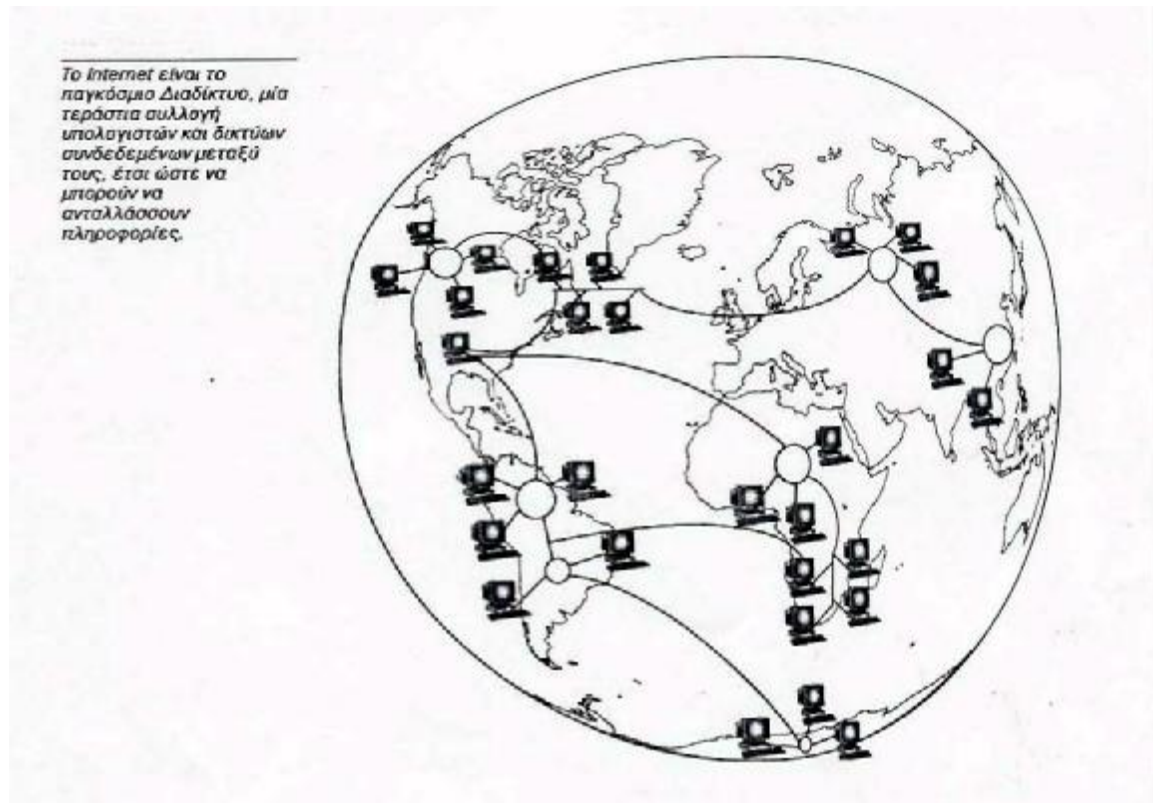 Το Internet είναι το
παγκόσμιο Διαδίκτυο, μία
τεράστια συλλογή
υπολογιστών και δικτύων
συνδεδεμένων μεταξύ
τους, έτσι ώστε να
μπορούν να
ανταλλάσσουν
πληροφορίες.